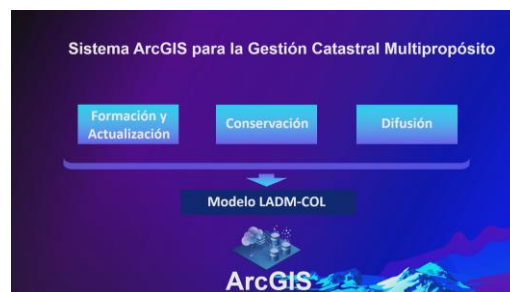 Sistema ArcGIS para la Gestión Catastral Multipropósito
Formación y
Actualización
Conservación
Difusión
Modelo LADM-COL
ArcGIS